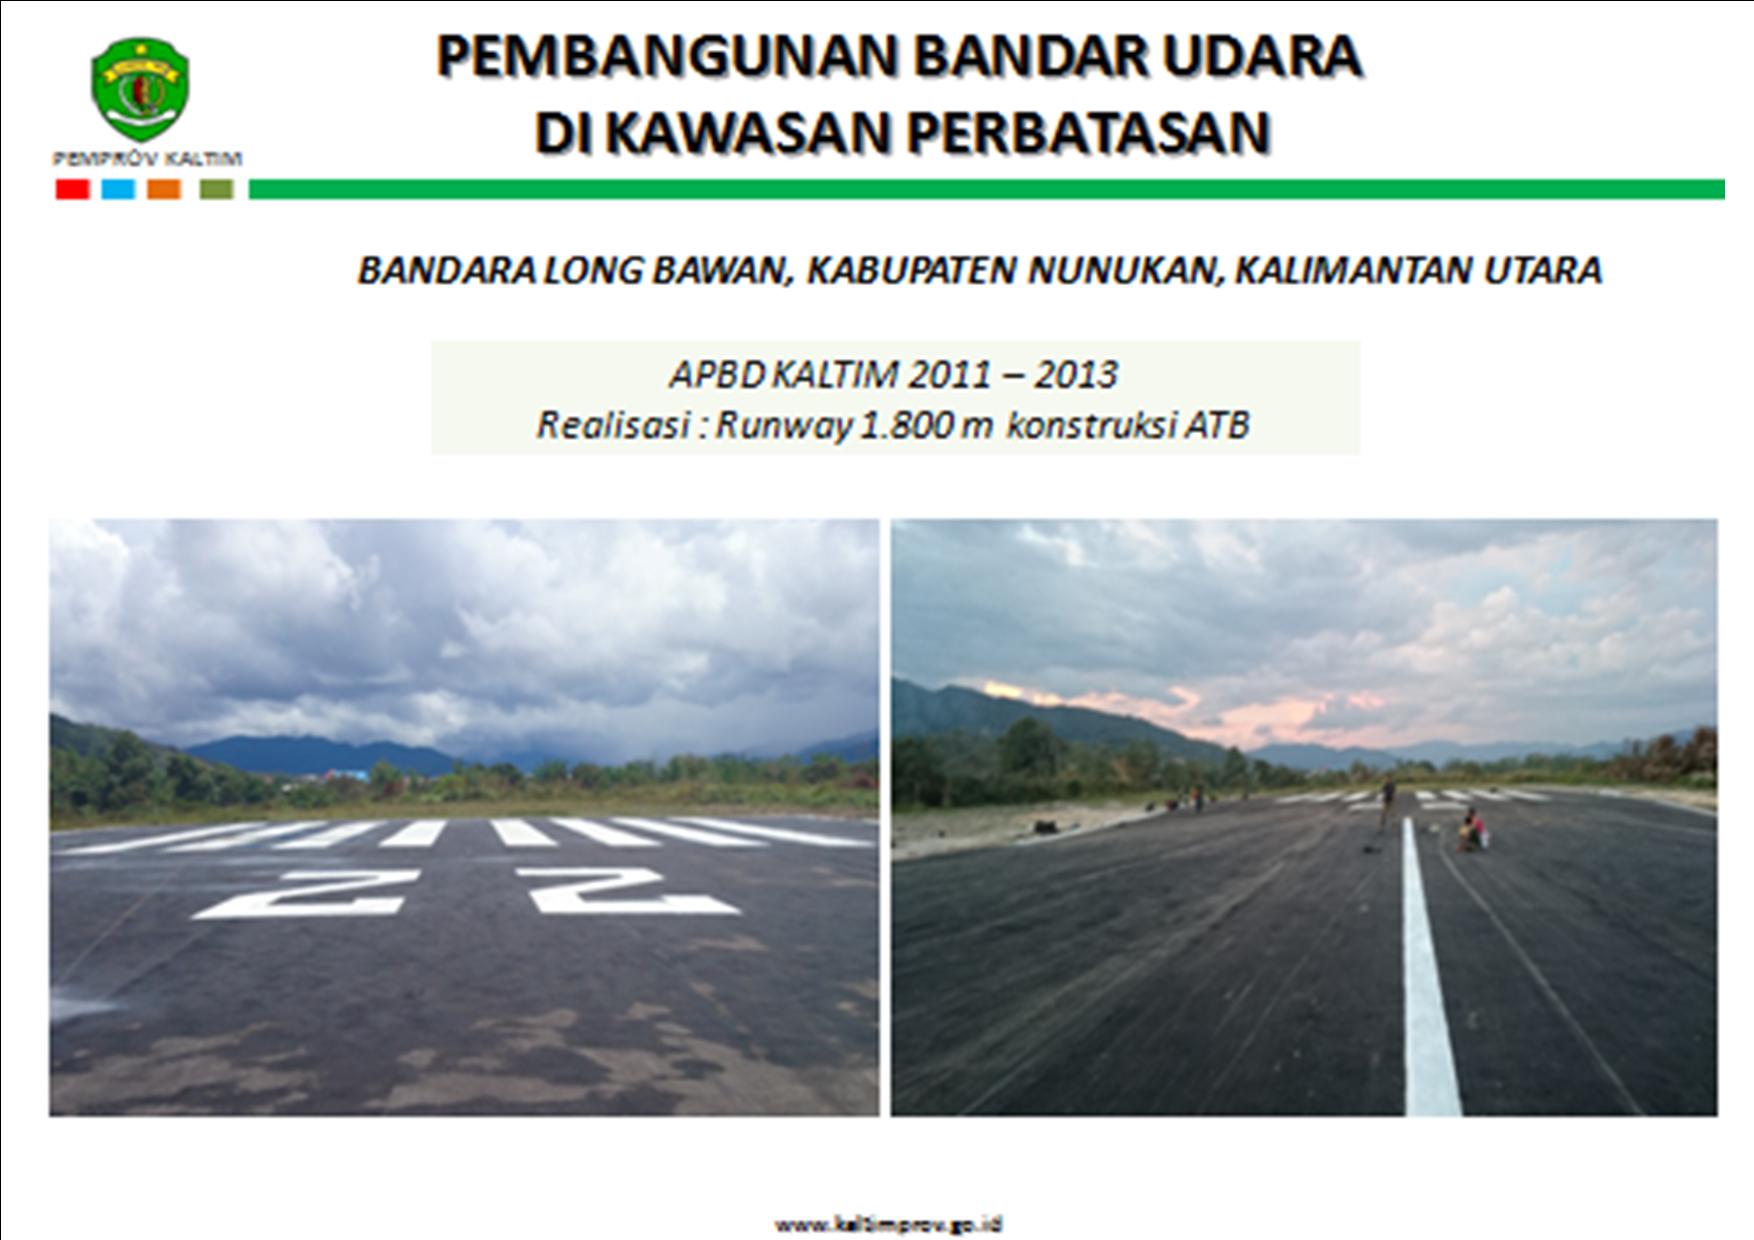 PEMBANGUNAN BANDAR UDARA
DI KAWASAN PERBATASAN
PEMPROV KALTIM
BANDARA LONG BAWAN, KABUPATEN NUNUKAN, KALIMANTAN UTARA
APBD KALTIM 2011 – 2013
Realisasi : Runway 1.800 m konstruksi ATB
22
www.kaltimprov.go.id